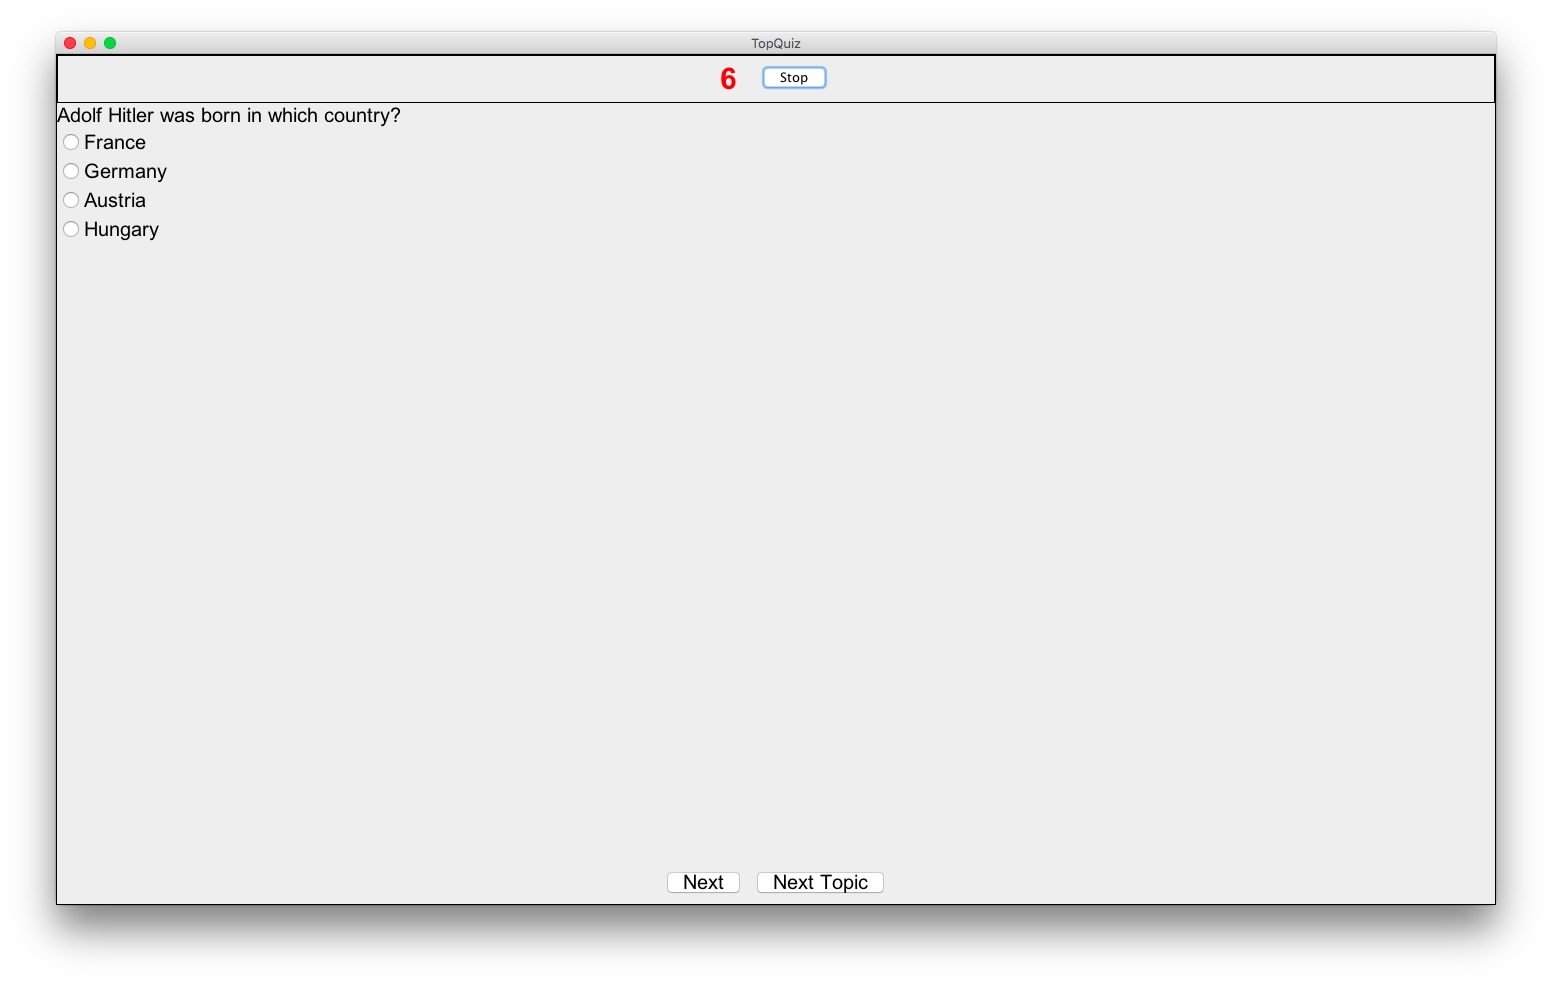 TopQuiz
6 Stop
Adolf Hitler was born in which country?
France
Germany
Austria
Hungary
Next Next Topic